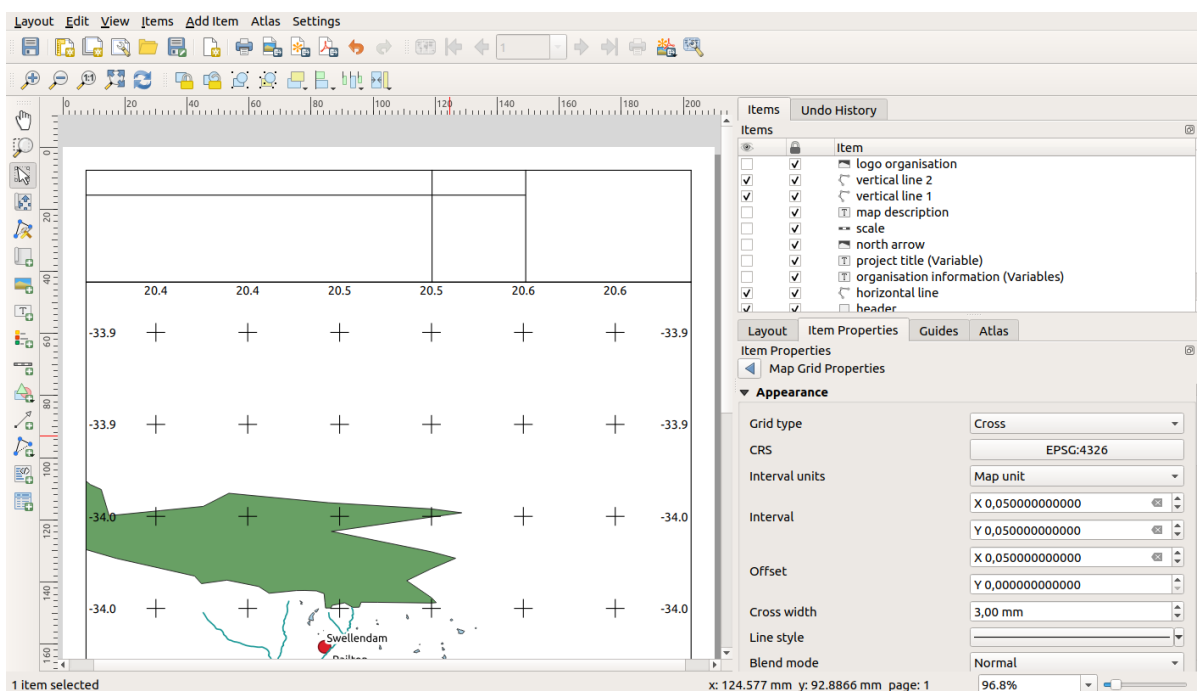 Layout Edit View Items Add Item Atlas Settings
1
1:1
0 20 40 60 80 100 120 140 160 180 200
Items Undo History
Items
Item
logo organisation
vertical line 2
vertical line 1
map description
scale
north arrow
project title (Variable)
organisation information (Variables)
horizontal line
header
0
20
40
60
80
100
120
140
160
20.4 20.4 20.5 20.5 20.6 20.6
-33.9 -33.9
-33.9 -33.9
-34.0 -34.0
-34.0 -34.0
Swellendam
Railton
Layout Item Properties Guides Atlas
Item Properties
Map Grid Properties
Appearance
Grid type Cross
CRS EPSG:4326
Interval units Map unit
Interval
X 0,050000000000
Y 0,050000000000
Offset
X 0,050000000000
Y 0,000000000000
Cross width 3,00 mm
Line style
Blend mode Normal
1 item selected
x: 124.577 mm y: 92.8866 mm page: 1
96.8%